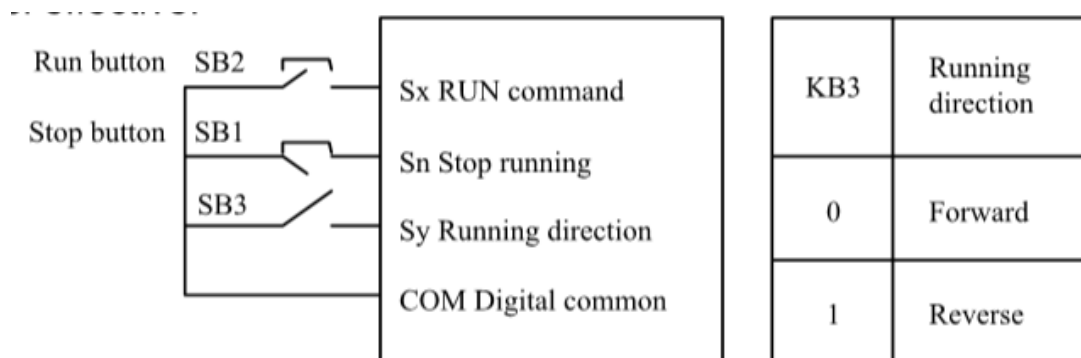 Run button SB2
Sx RUN command
Stop button SB1
Sn Stop running
SB3
Sy Running direction
COM Digital common
KB3 Running
direction
0 Forward
1 Reverse